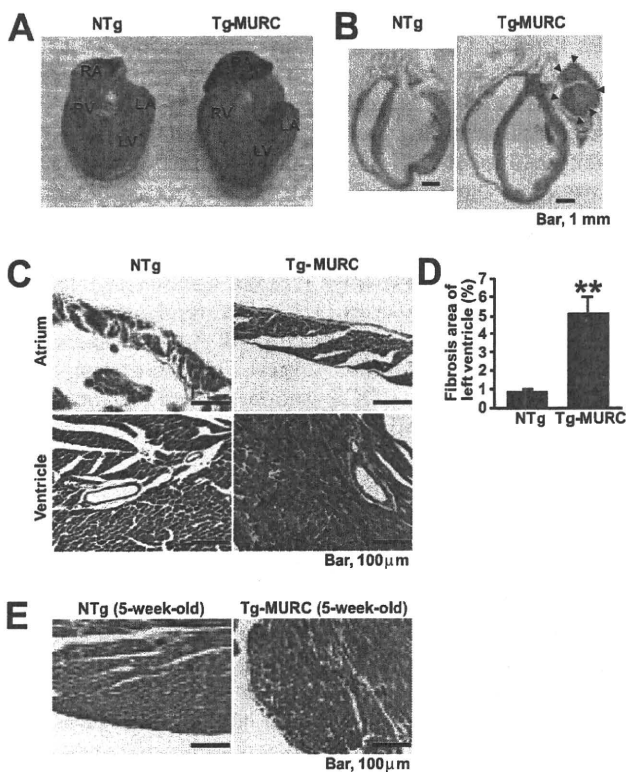 A
NTg
Tg-MURC
RA
RV
LA
LV
RA
RV
LA
LV
B
NTg
Tg-MURC
Bar, 1 mm
C
NTg
Tg-MURC
Atrium
Ventricle
Bar, 100μm
D
Fibrosis area of
left ventricle (%)
7
6
5
4
3
2
1
0
**
NTg Tg-MURC
E
NTg (5-week-old)
Tg-MURC (5-week-old)
Bar, 100μm